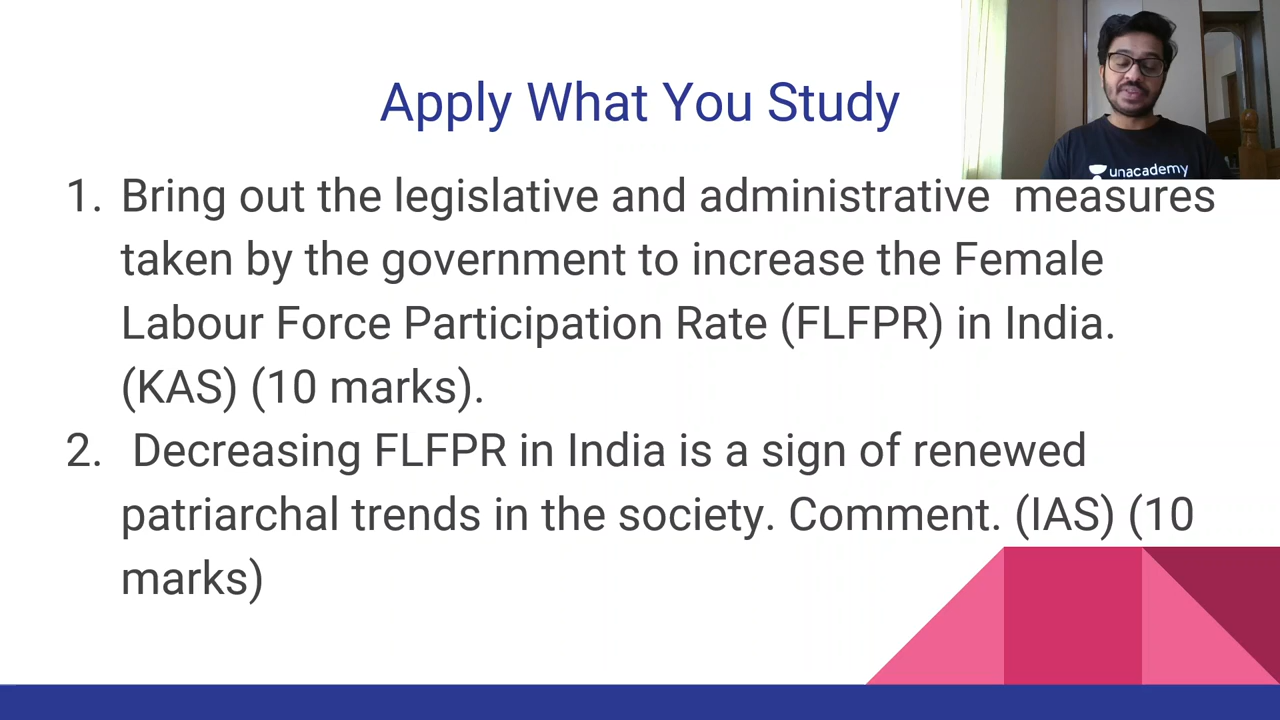 Apply What You Study
unacademy
1. Bring out the legislative and administrative measures
taken by the government to increase the Female
Labour Force Participation Rate (FLFPR) in India.
(KAS) (10 marks).
2. Decreasing FLFPR in India is a sign of renewed
patriarchal trends in the society. Comment. (IAS) (10
marks)